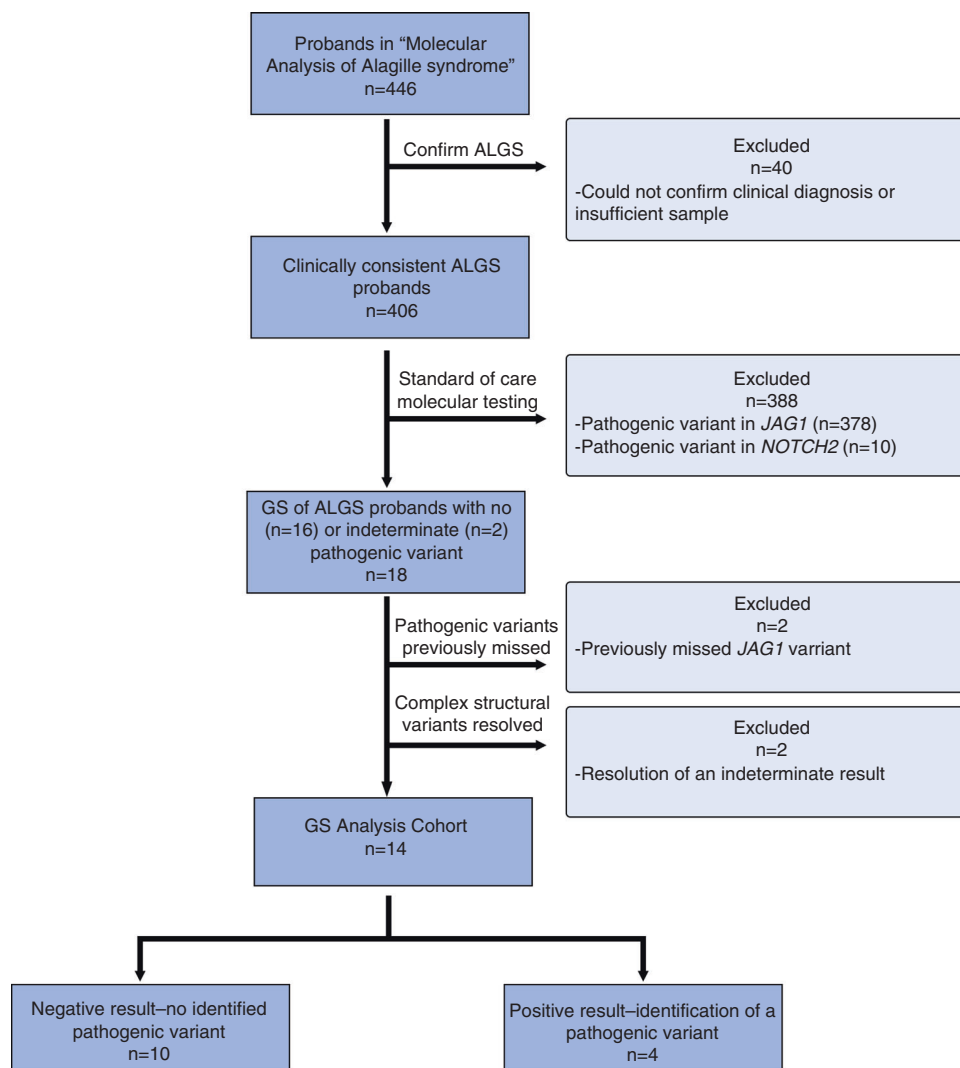 Probands in “Molecular
Analysis of Alagille syndrome”
n=446
Confirm ALGS
Excluded
n=40
-Could not confirm clinical diagnosis or
insufficient sample
Clinically consistent ALGS
probands
n=406
Standard of care
molecular testing
Excluded
n=388
-Pathogenic variant in JAG1 (n=378)
-Pathogenic variant in NOTCH2 (n=10)
GS of ALGS probands with no
(n=16) or indeterminate (n=2)
pathogenic variant
n=18
Pathogenic variants
previously missed
Excluded
n=2
-Previously missed JAG1 varriant
Complex structural
variants resolved
Excluded
n=2
-Resolution of an indeterminate result
GS Analysis Cohort
n=14
Negative result–no identified
pathogenic variant
n=10
Positive result–identification of a
pathogenic variant
n=4